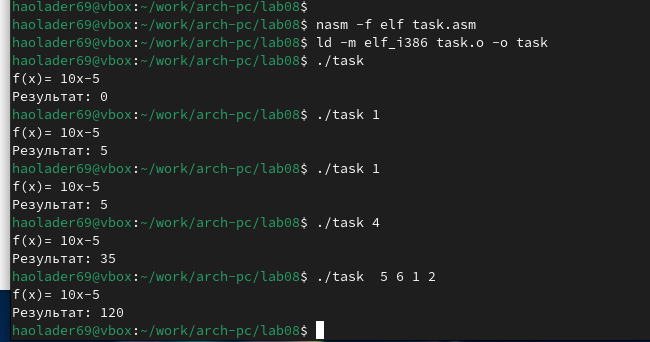 haolader69@vbox:~/work/arch-pc/lab08$
haolader69@vbox:~/work/arch-pc/lab08$ nasm -f elf task.asm
haolader69@vbox:~/work/arch-pc/lab08$ ld -m elf_i386 task.o -o task
haolader69@vbox:~/work/arch-pc/lab08$ ./task
f(x)= 10x-5
Результат: 0
haolader69@vbox:~/work/arch-pc/lab08$ ./task 1
f(x)= 10x-5
Результат: 5
haolader69@vbox:~/work/arch-pc/lab08$ ./task 1
f(x)= 10x-5
Результат: 5
haolader69@vbox:~/work/arch-pc/lab08$ ./task 4
f(x)= 10x-5
Результат: 35
haolader69@vbox:~/work/arch-pc/lab08$ ./task  5 6 1 2
f(x)= 10x-5
Результат: 120
haolader69@vbox:~/work/arch-pc/lab08$